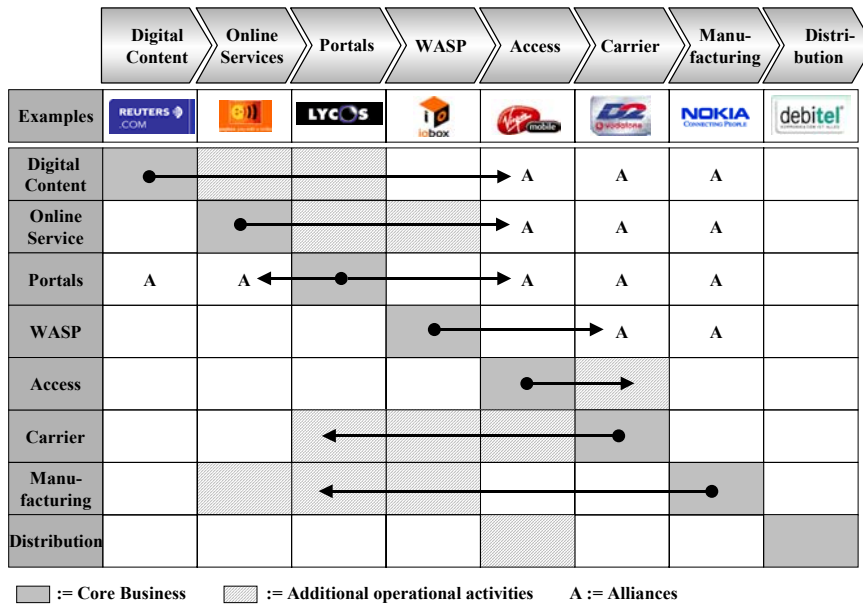 Digital Content
Online Services
Portals
WASP
Access
Carrier
Manu-
facturing
Distri-
bution
Examples
REUTERS
.COM
LYCOS
iobox
Virgin
mobile
D2
vodafone
NOKIA
CONNECTING PEOPLE
debitel
Digital
Content
A A A
Online
Service
A A A
Portals
A A A A A
WASP
A A
Access
Carrier
Manu-
facturing
Distribution
:= Core Business
:= Additional operational activities
A := Alliances